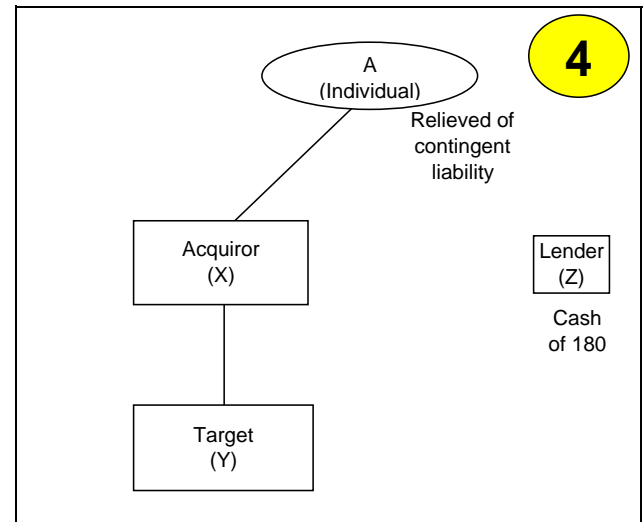 A
(Individual)
4
Relieved of
contingent
liability
Acquiror
(X)
Lender
(Z)
Cash
of 180
Target
(Y)